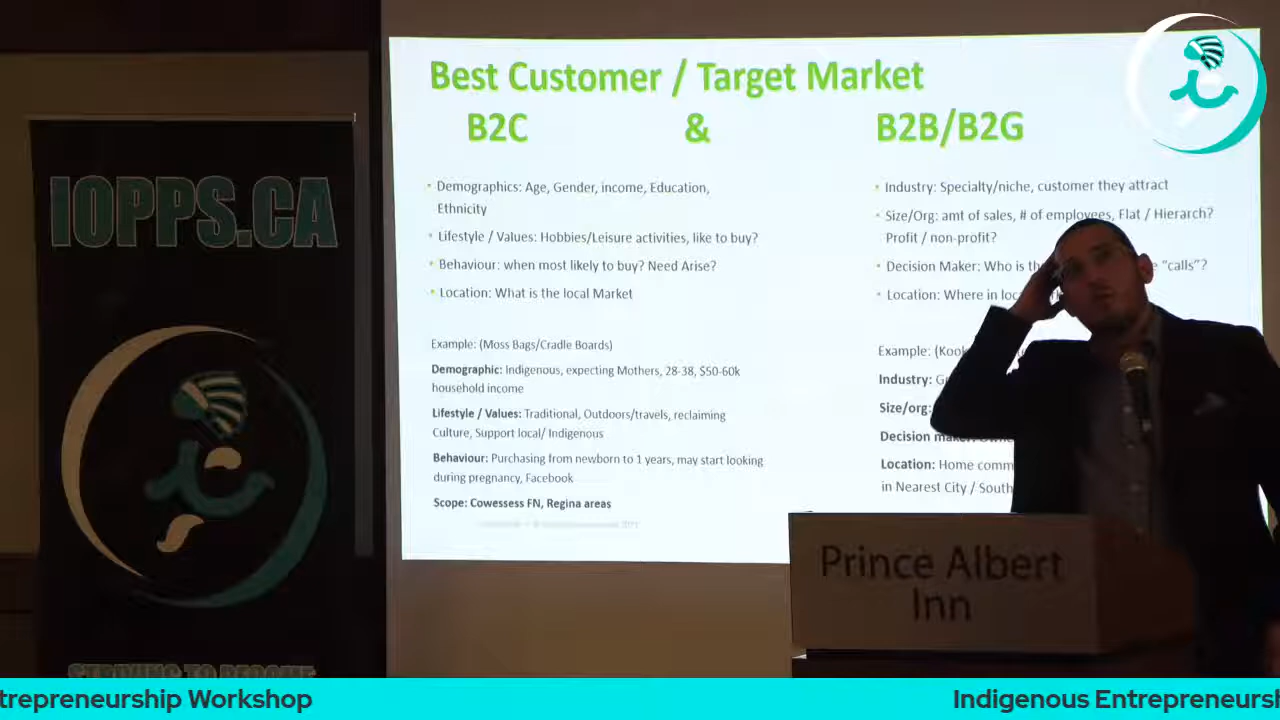 IOPPS.CA
STRIVING TO BECOME
Best Customer / Target Market
B2C & B2B/B2G
• Demographics: Age, Gender, income, Education,
Ethnicity
• Lifestyle / Values: Hobbies/Leisure activities, like to buy?
• Behaviour: when most likely to buy? Need Arise?
• Location: What is the local Market
Example: (Moss Bags/Cradle Boards)
Demographic: Indigenous, expecting Mothers, 28-38, $50-60k
household income
Lifestyle / Values: Traditional, Outdoors/travels, reclaiming
Culture, Support local/ Indigenous
Behaviour: Purchasing from newborn to 1 years, may start looking
during pregnancy, Facebook
Scope: Cowessess FN, Regina areas
• Industry: Specialty/niche, customer they attract
• Size/Org: amt of sales, # of employees, Flat / Hierarch?
Profit / non-profit?
• Decision Maker: Who is "calls"?
• Location: Where in
Example:
Industry:
Size/org:
Decision
Location: Home
in Nearest City / South
Prince Albert
Inn
trepreneurship Workshop
Indigenous Entrepreneursh